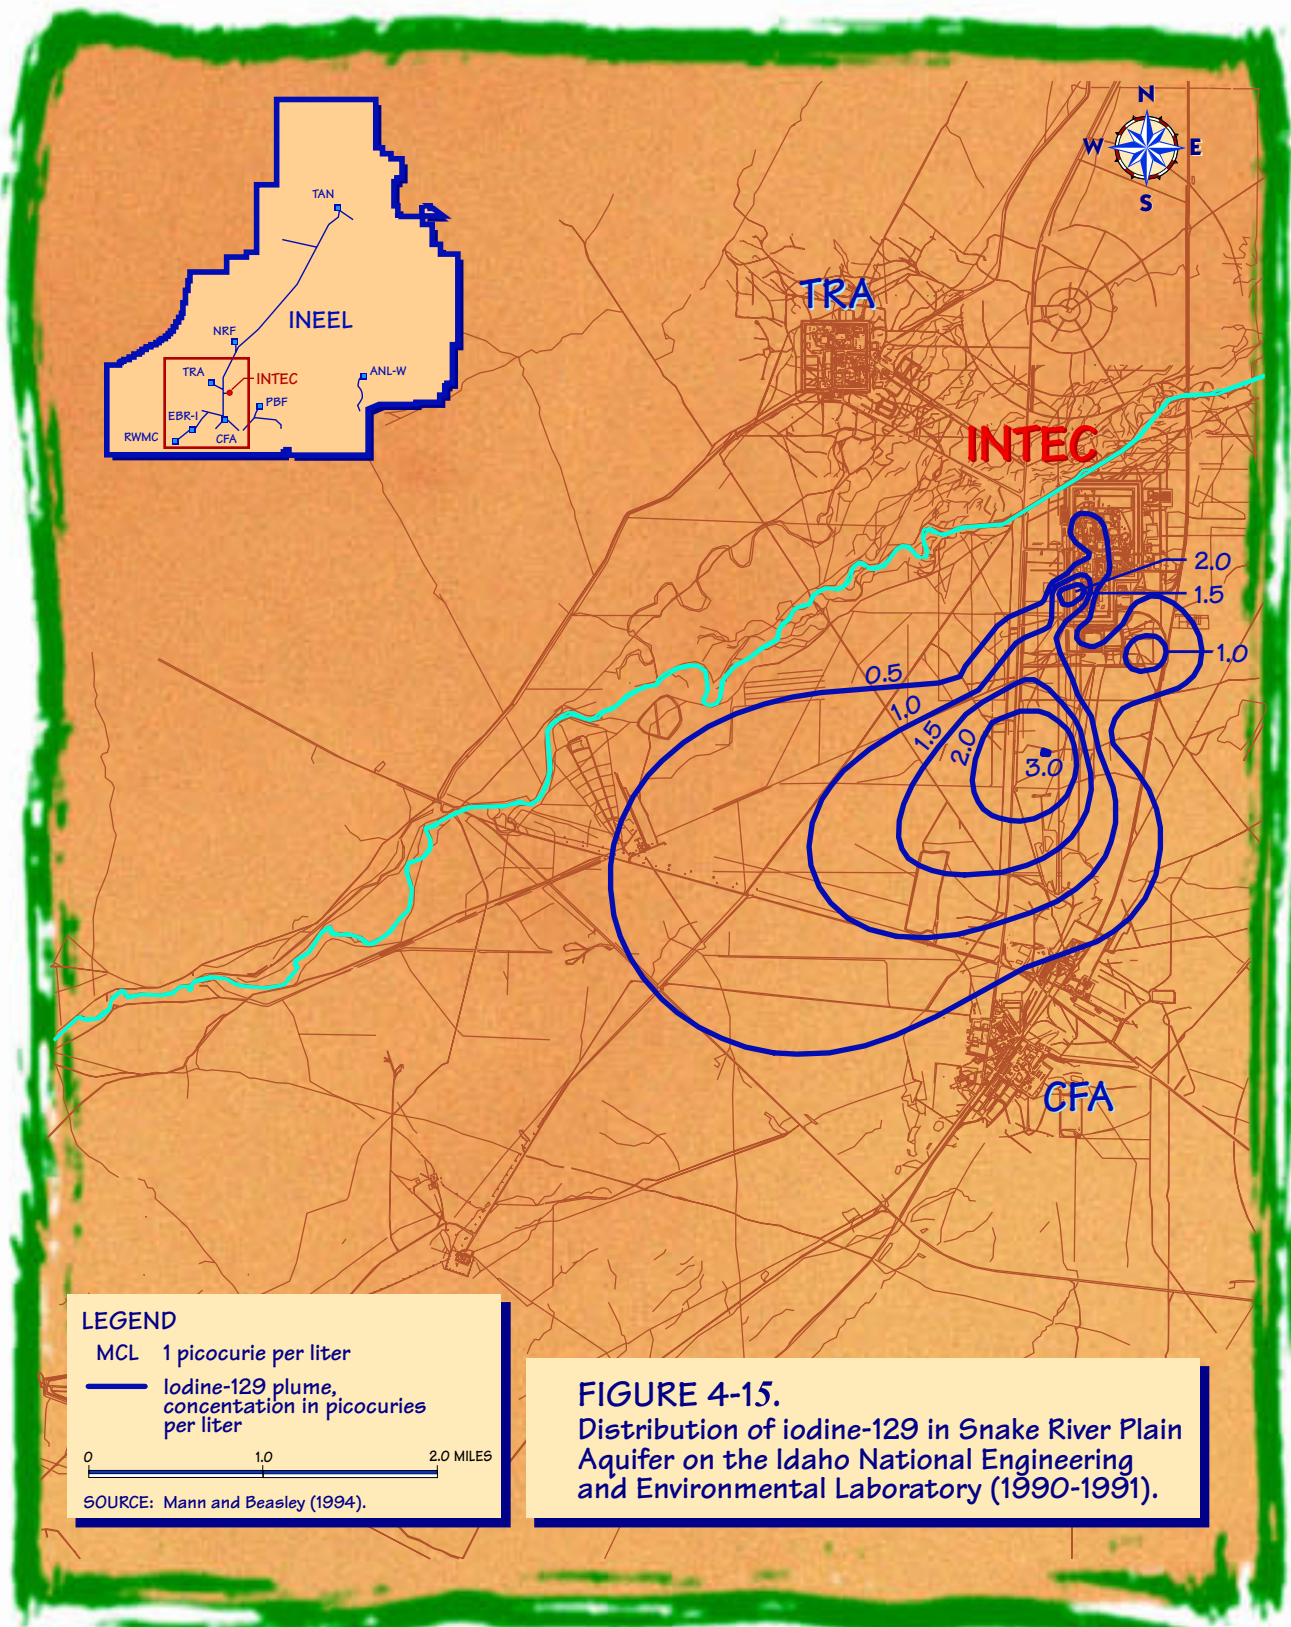 N
W
E
S
TAN
INEEL
NRF
TRA
INTEC
ANL-W
PBF
EBR-I
RWMC
CFA
TRA
INTEC
2.0
1.5
1.0
0.5
1.0
1.5
2.0
3.0
CFA
LEGEND
MCL 1 picocurie per liter
Iodine-129 plume,
concentation in picocuries
per liter
0 1.0 2.0 MILES
SOURCE: Mann and Beasley (1994).
FIGURE 4-15.
Distribution of iodine-129 in Snake River Plain
Aquifer on the Idaho National Engineering
and Environmental Laboratory (1990-1991).